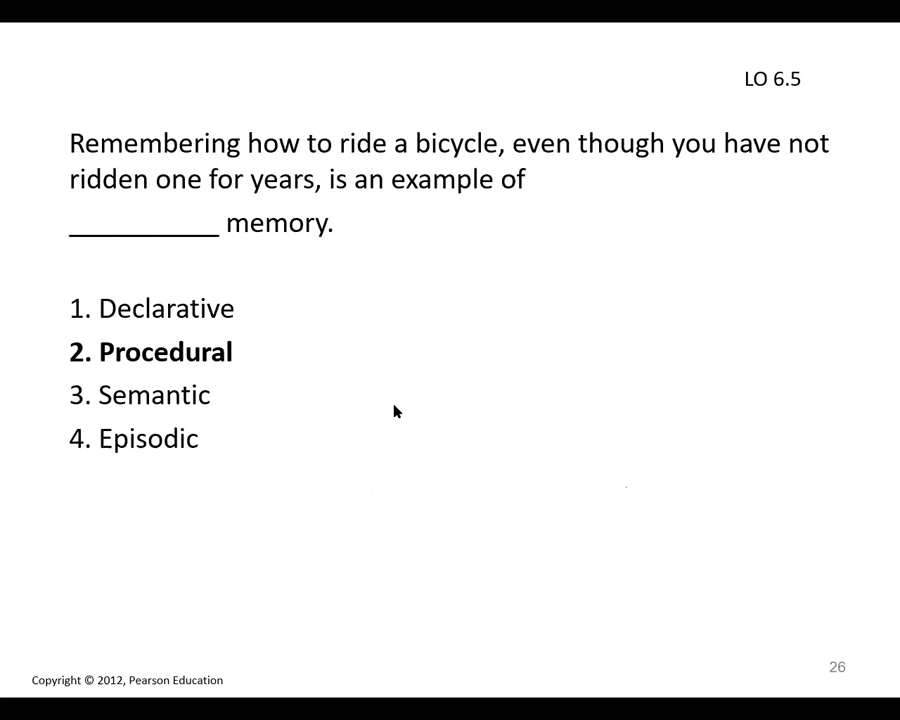 LO 6.5
Remembering how to ride a bicycle, even though you have not
ridden one for years, is an example of
___________ memory.
1. Declarative
2. Procedural
3. Semantic
4. Episodic
26
Copyright © 2012, Pearson Education